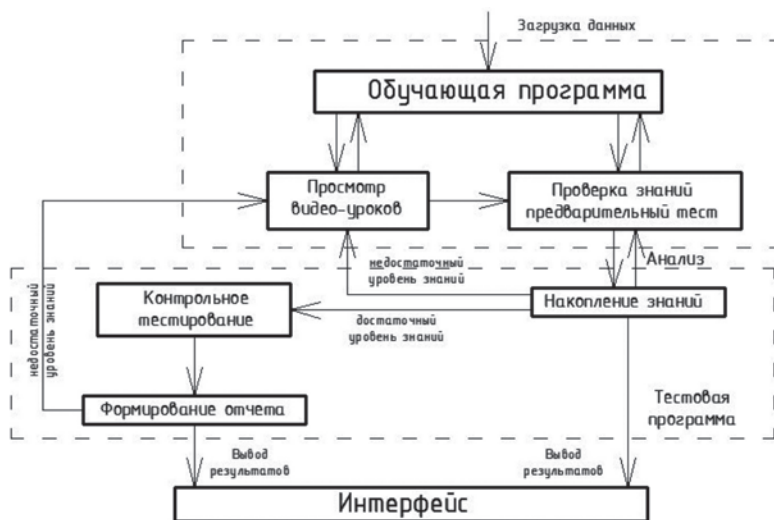 Загрузка данных
Обучающая программа
Просмотр
видео-уроков
Проверка знаний
предварительный тест
недостаточный
уровень знаний
Анализ
Контрольное
тестирование
Накопление знаний
достаточный
уровень знаний
недостаточный
уровень знаний
Формирование отчета
Тестовая
программа
Вывод
результатов
Вывод
результатов
Интерфейс